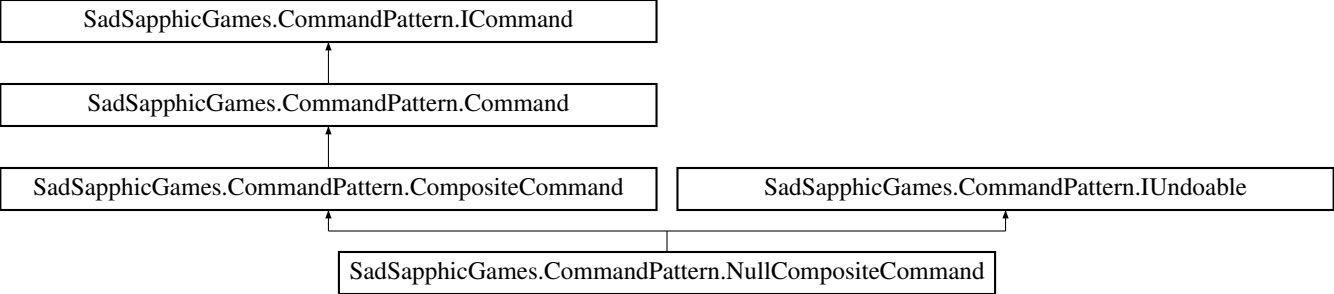 SadSapphicGames.CommandPattern.ICommand
SadSapphicGames.CommandPattern.Command
SadSapphicGames.CommandPattern.CompositeCommand
SadSapphicGames.CommandPattern.IUndoable
SadSapphicGames.CommandPattern.NullCompositeCommand